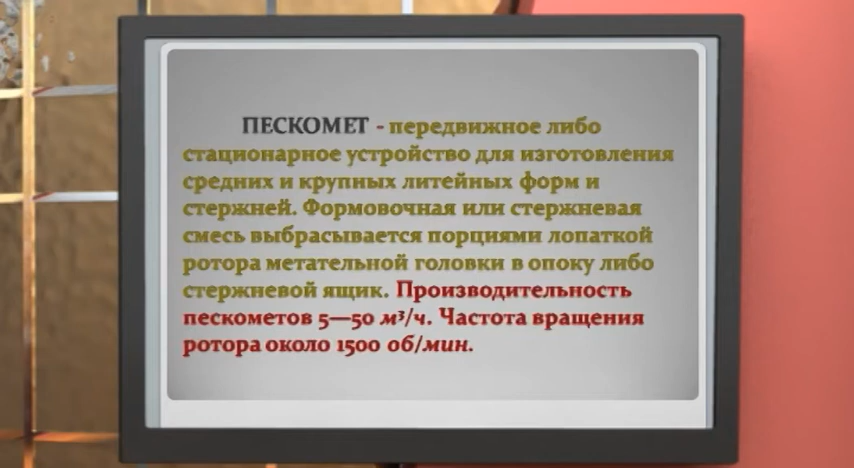 ПЕСКОМЕТ - передвижное либо
стационарное устройство для изготовления
средних и крупных литейных форм и
стержней. Формовочная или стержневая
смесь выбрасывается порциями лопаткой
ротора метательной головки в опоку либо
стержневой ящик. Производительность
пескометов 5—50 м³/ч. Частота вращения
ротора около 1500 об/мин.